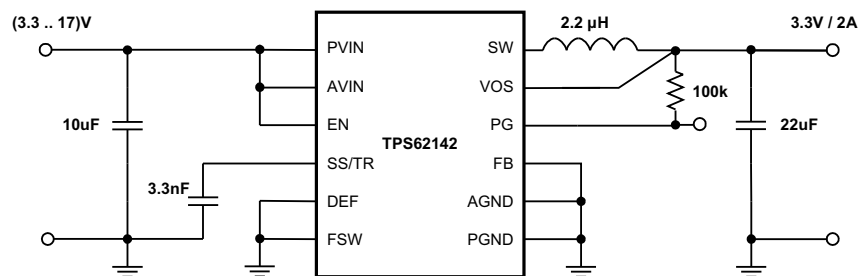 (3.3 .. 17)V
2.2 µH
3.3V / 2A
PVIN
SW
AVIN
VOS
100k
10uF
EN
PG
22uF
TPS62142
SS/TR
FB
3.3nF
DEF
AGND
FSW
PGND